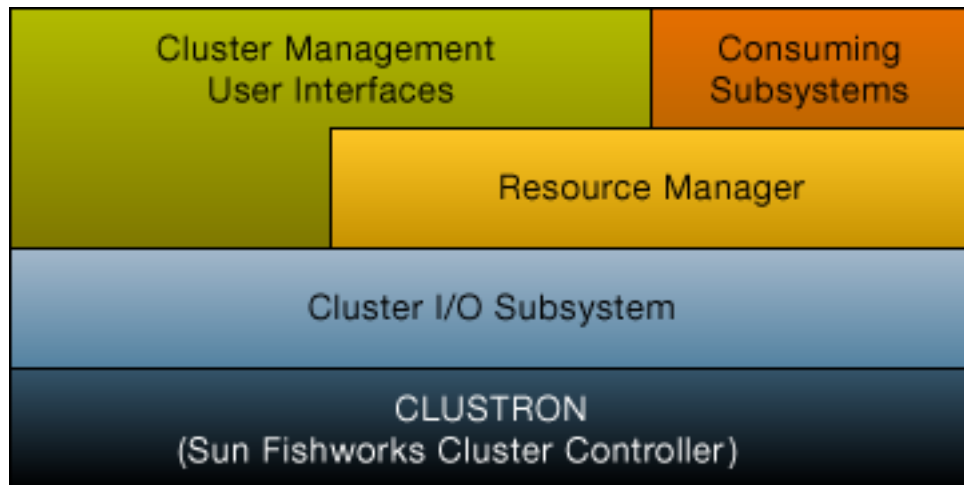 Cluster Management
User Interfaces
Consuming
Subsystems
Resource Manager
Cluster I/O Subsystem
CLUSTRON
(Sun Fishworks Cluster Controller)